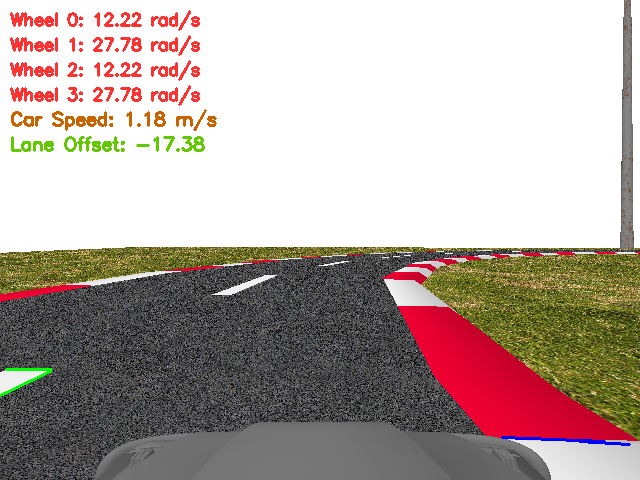 Wheel 0: 12.22 rad/s
Wheel 1: 27.78 rad/s
Wheel 2: 12.22 rad/s
Wheel 3: 27.78 rad/s
Car Speed: 1.18 m/s
Lane Offset: -17.38